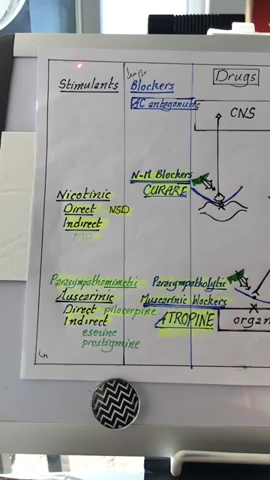 Stimulants
Blockers
AC antagonists
Drugs
CNS
N-M Blockers
CURARE
Nicotinic
Direct NSD
Indirect
Parasympathomimetic
Muscarinic
Direct pilocarpine
Indirect
eserine
prostigmine
Parasympatholytic
Muscarinic blockers
ATROPINE
organ